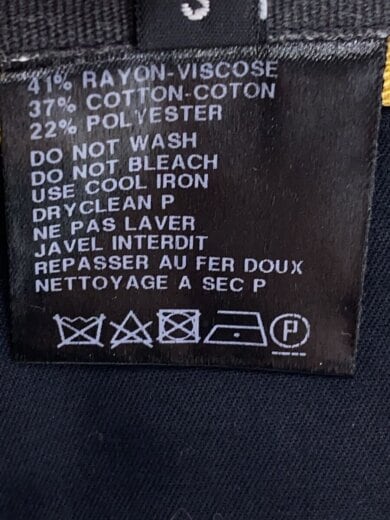 41% RAYON-VISCOSE
37% COTTON-COTON
22% POLYESTER
DO NOT WASH
DO NOT BLEACH
USE COOL IRON
DRYCLEAN P
NE PAS LAVER
JAVEL INTERDIT
REPASSER AU FER DOUX
NETTOYAGE A SEC P
P